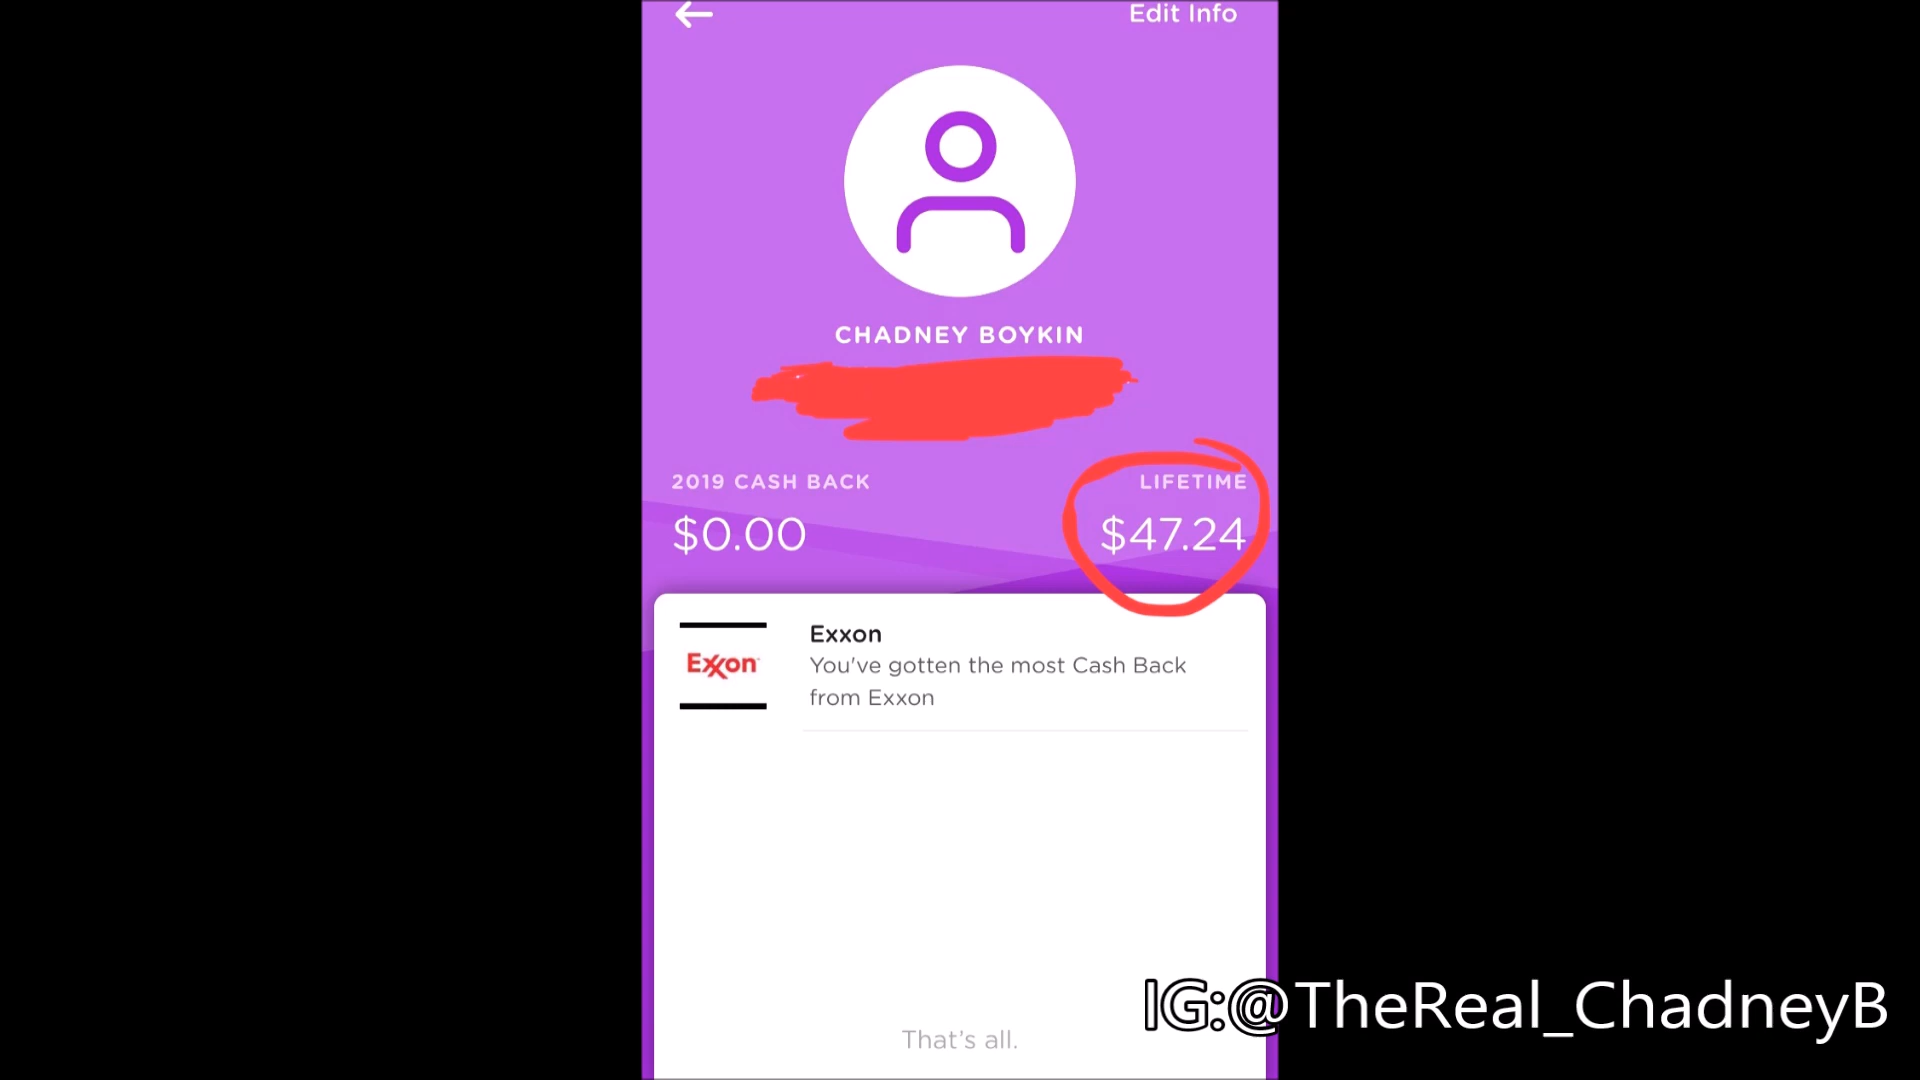 Edit Info
CHADNEY BOYKIN
2019 CASH BACK
$0.00
LIFETIME
$47.24
Exxon
Exxon
You've gotten the most Cash Back
from Exxon
That's all.
IG:@TheReal_ChadneyB